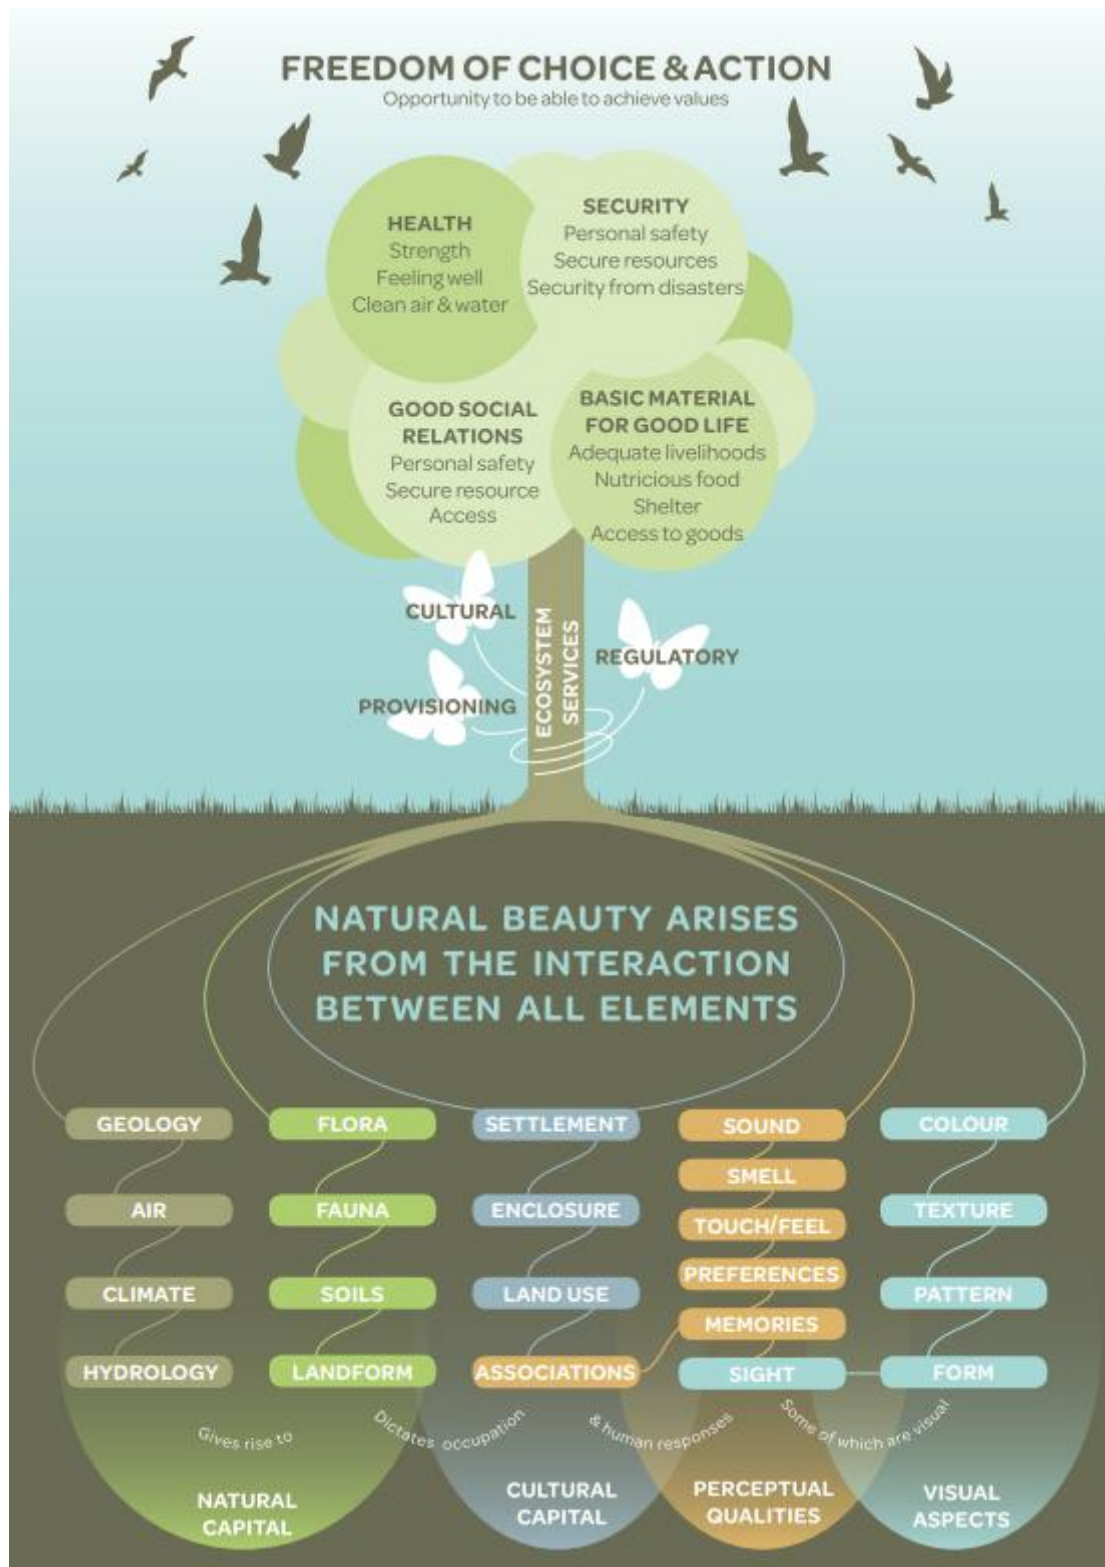 FREEDOM OF CHOICE & ACTION
Opportunity to be able to achieve values
HEALTH
Strength
Feeling well
Clean air & water
SECURITY
Personal safety
Secure resources
Security from disasters
GOOD SOCIAL
RELATIONS
Personal safety
Secure resource
Access
BASIC MATERIAL
FOR GOOD LIFE
Adequate livelihoods
Nutricious food
Shelter
Access to goods
CULTURAL
PROVISIONING
ECOSYSTEM
SERVICES
REGULATORY
NATURAL BEAUTY ARISES
FROM THE INTERACTION
BETWEEN ALL ELEMENTS
GEOLOGY
AIR
CLIMATE
HYDROLOGY
FLORA
FAUNA
SOILS
LANDFORM
SETTLEMENT
ENCLOSURE
LAND USE
ASSOCIATIONS
SOUND
SMELL
TOUCH/FEEL
PREFERENCES
MEMORIES
SIGHT
COLOUR
TEXTURE
PATTERN
FORM
Gives rise to
Dictates occupation
& human responses
Some of which are visual
NATURAL
CAPITAL
CULTURAL
CAPITAL
PERCEPTUAL
QUALITIES
VISUAL
ASPECTS